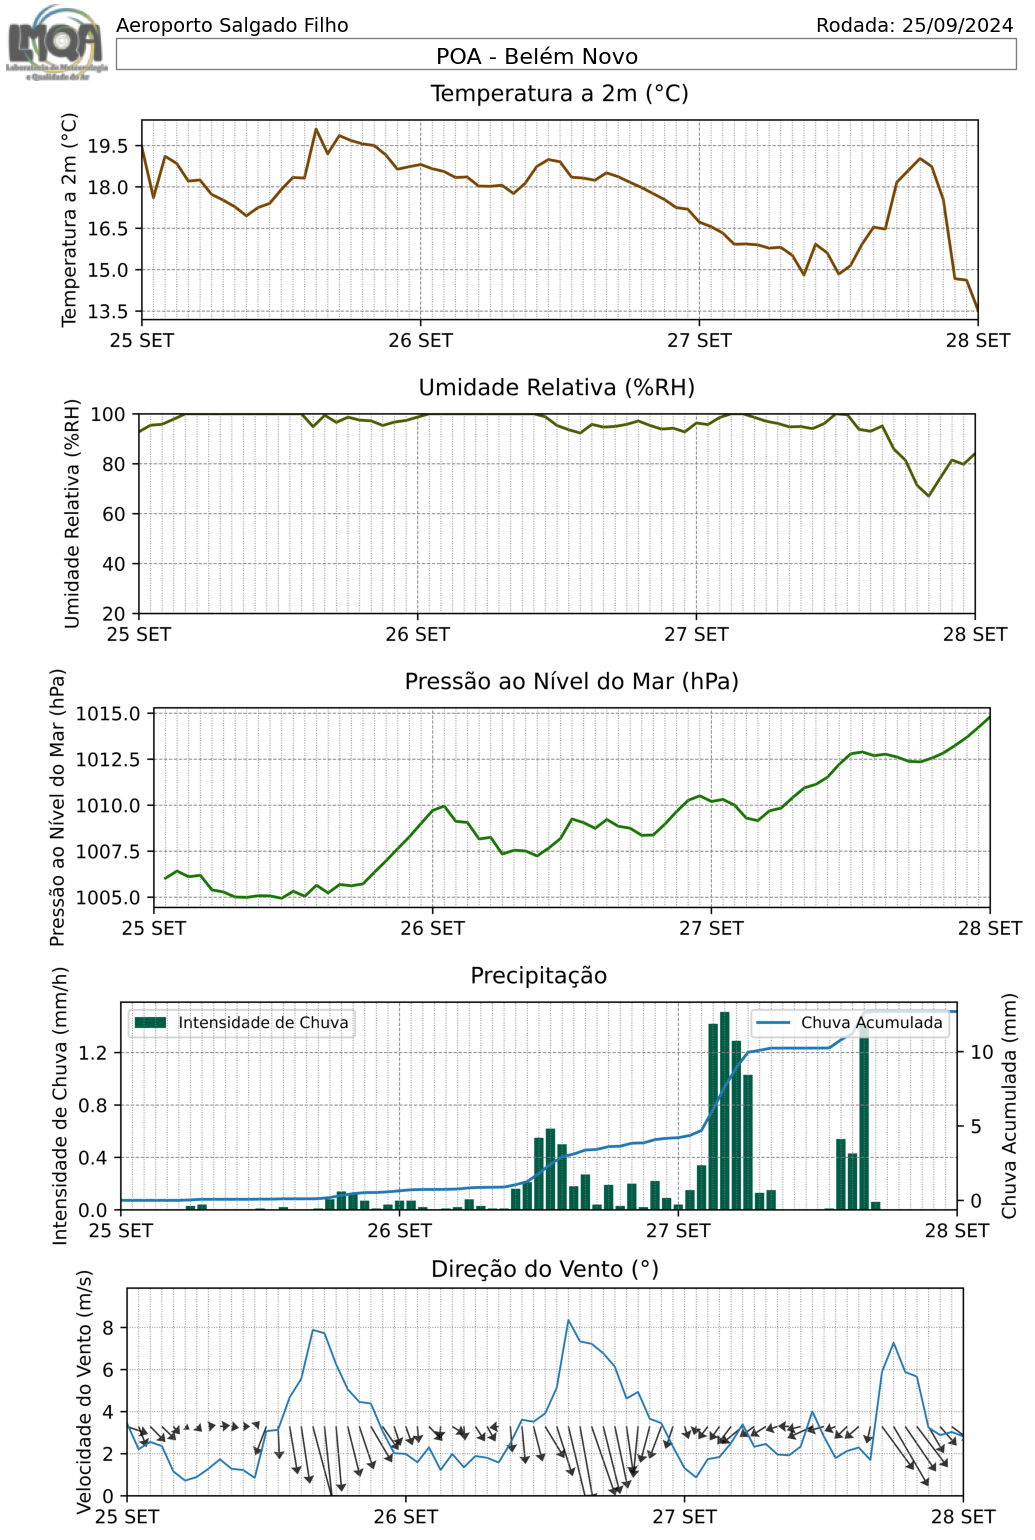 LMQA
Laboratório de Meteorologia
e Qualidade do Ar
Aeroporto Salgado Filho
Rodada: 25/09/2024
POA - Belém Novo
Temperatura a 2m (°C)
Temperatura a 2m (°C)
19.5
18.0
16.5
15.0
13.5
25 SET
26 SET
27 SET
28 SET
Umidade Relativa (%RH)
Umidade Relativa (%RH)
100
80
60
40
20
25 SET
26 SET
27 SET
28 SET
Pressão ao Nível do Mar (hPa)
Pressão ao Nível do Mar (hPa)
1015.0
1012.5
1010.0
1007.5
1005.0
25 SET
26 SET
27 SET
28 SET
Precipitação
Intensidade de Chuva (mm/h)
1.2
0.8
0.4
0.0
Intensidade de Chuva
Chuva Acumulada
10
5
0
Chuva Acumulada (mm)
25 SET
26 SET
27 SET
28 SET
Direção do Vento (°)
Velocidade do Vento (m/s)
8
6
4
2
0
25 SET
26 SET
27 SET
28 SET